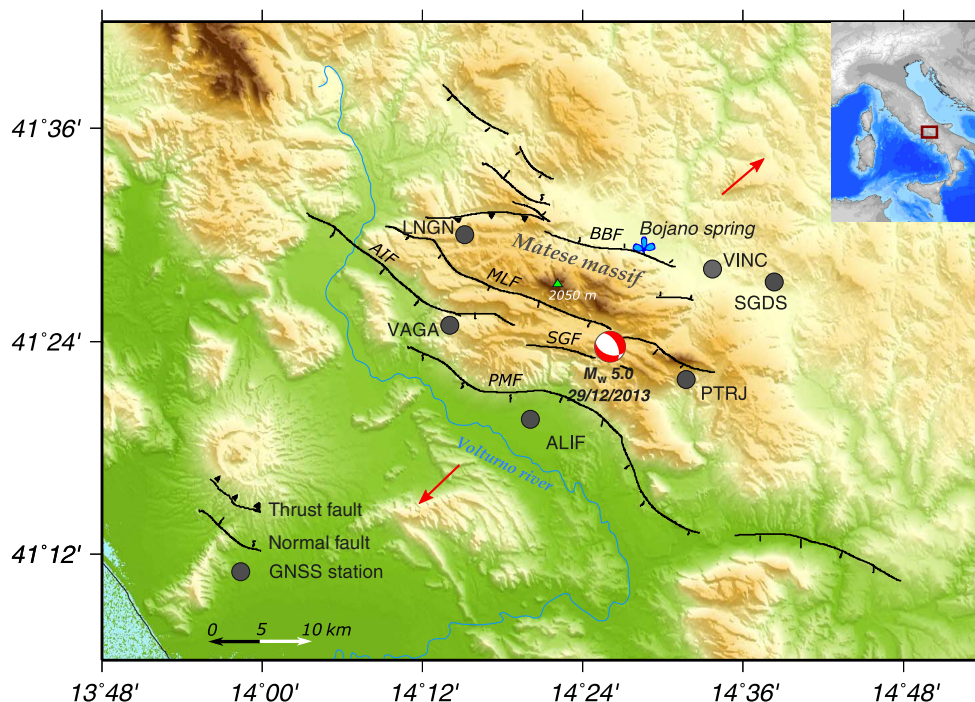 41°36'
41°24'
41°12'
13°48'
14°00'
14°12'
14°24'
14°36'
14°48'
LNGN
AIF
MLF
BBF
Bojano spring
Matese massif
2050 m
VINC
SGDS
VAGA
SGF
PMF
Mw 5.0
29/12/2013
PTRJ
ALIF
Volturno river
Thrust fault
Normal fault
GNSS station
0 5 10 km